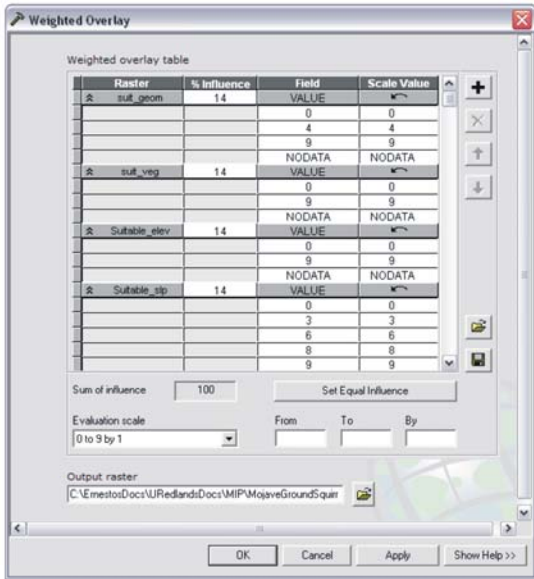 Weighted Overlay
Weighted overlay table
Raster % Influence Field Scale Value
suit_geom 14 VALUE
0 0
4 4
9 9
NODATA NODATA
suit_veg 14 VALUE
0 0
9 9
NODATA NODATA
Suitable_elev 14 VALUE
0 0
9 9
NODATA NODATA
Suitable_slp 14 VALUE
0 0
3 3
6 6
8 8
9 9
Sum of influence 100 Set Equal Influence
Evaluation scale From To By
0 to 9 by 1
Output raster
C:\ErnestosDocs\URedlandsDocs\MIP\MojaveGroundSquirr
OK Cancel Apply Show Help >>